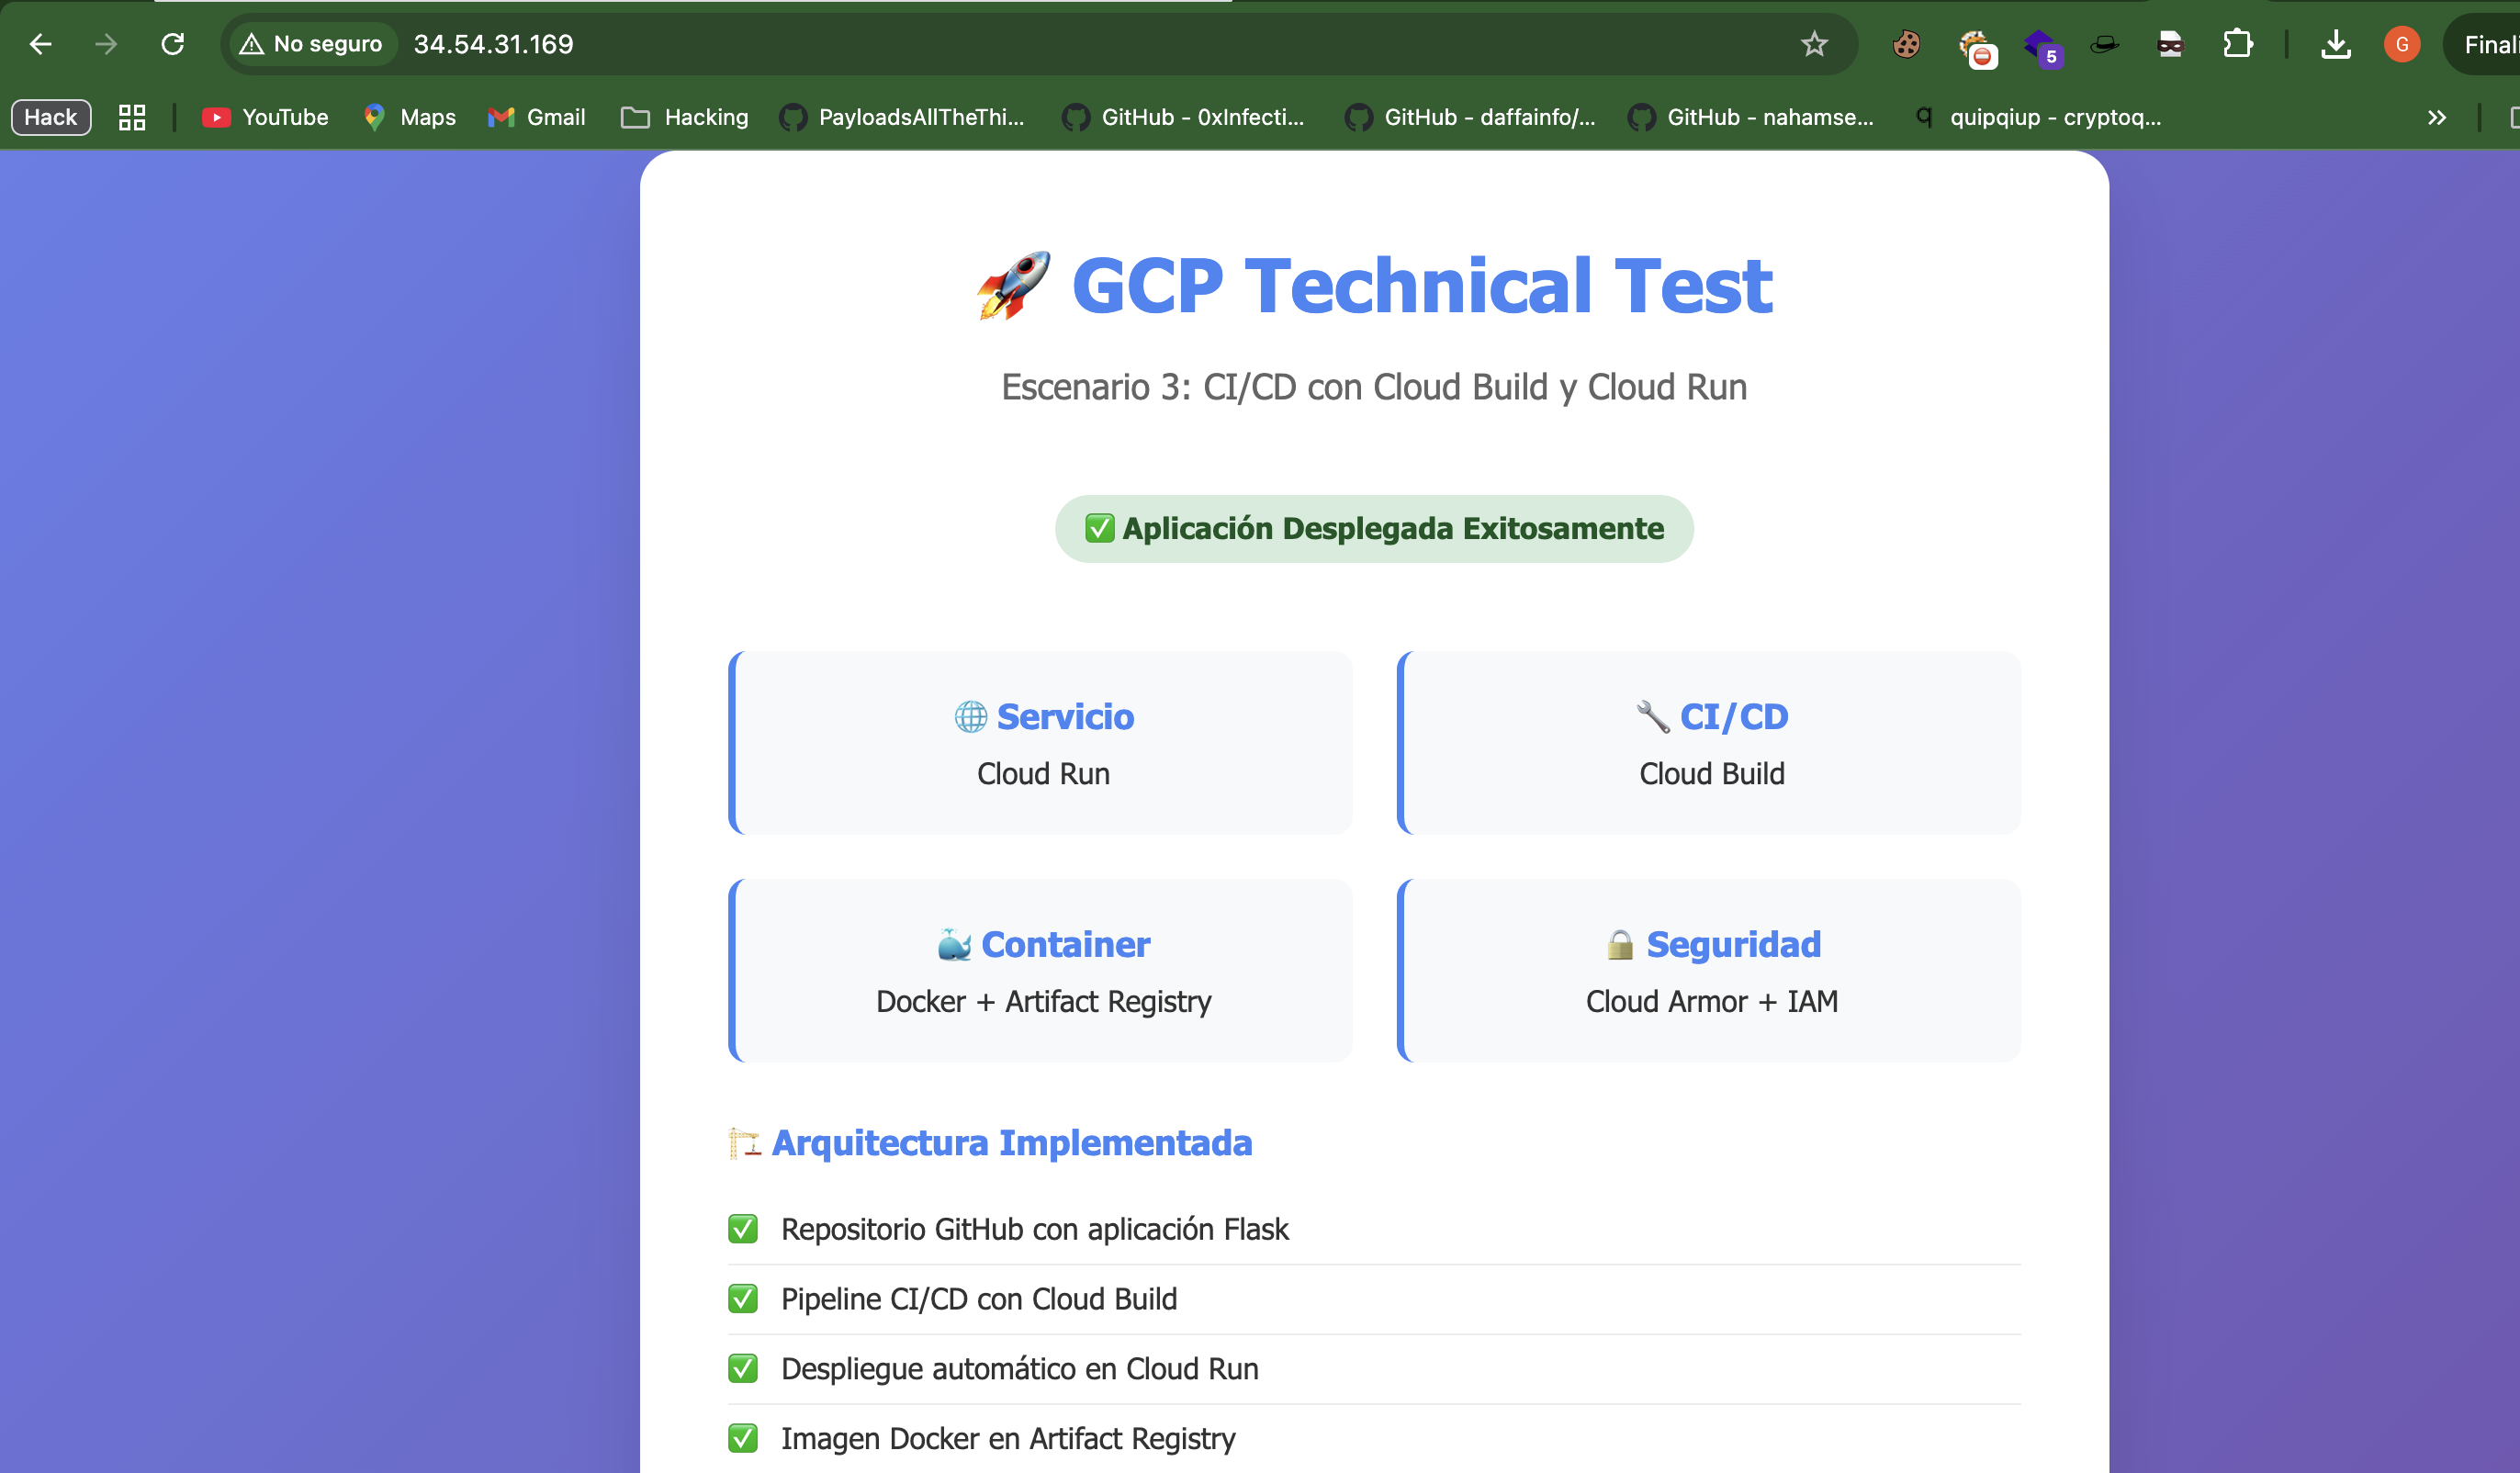 No seguro 34.54.31.169
5
G
Finali
Hack YouTube Maps Gmail Hacking PayloadsAllTheThi... GitHub - 0xInfecti... GitHub - daffainfo/... GitHub - nahamse... quipqiup - cryptoq...
GCP Technical Test
Escenario 3: CI/CD con Cloud Build y Cloud Run
Aplicación Desplegada Exitosamente
Servicio
Cloud Run
CI/CD
Cloud Build
Container
Docker + Artifact Registry
Seguridad
Cloud Armor + IAM
Arquitectura Implementada
Repositorio GitHub con aplicación Flask
Pipeline CI/CD con Cloud Build
Despliegue automático en Cloud Run
Imagen Docker en Artifact Registry